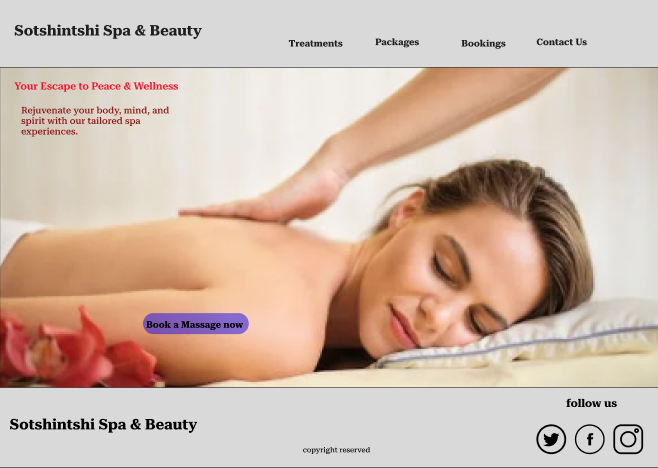 Sotshintshi Spa & Beauty
Treatments
Packages
Bookings
Contact Us
Your Escape to Peace & Wellness
Rejuvenate your body, mind, and
spirit with our tailored spa
experiences.
Book a Massage now
follow us
Sotshintshi Spa & Beauty
copyright reserved